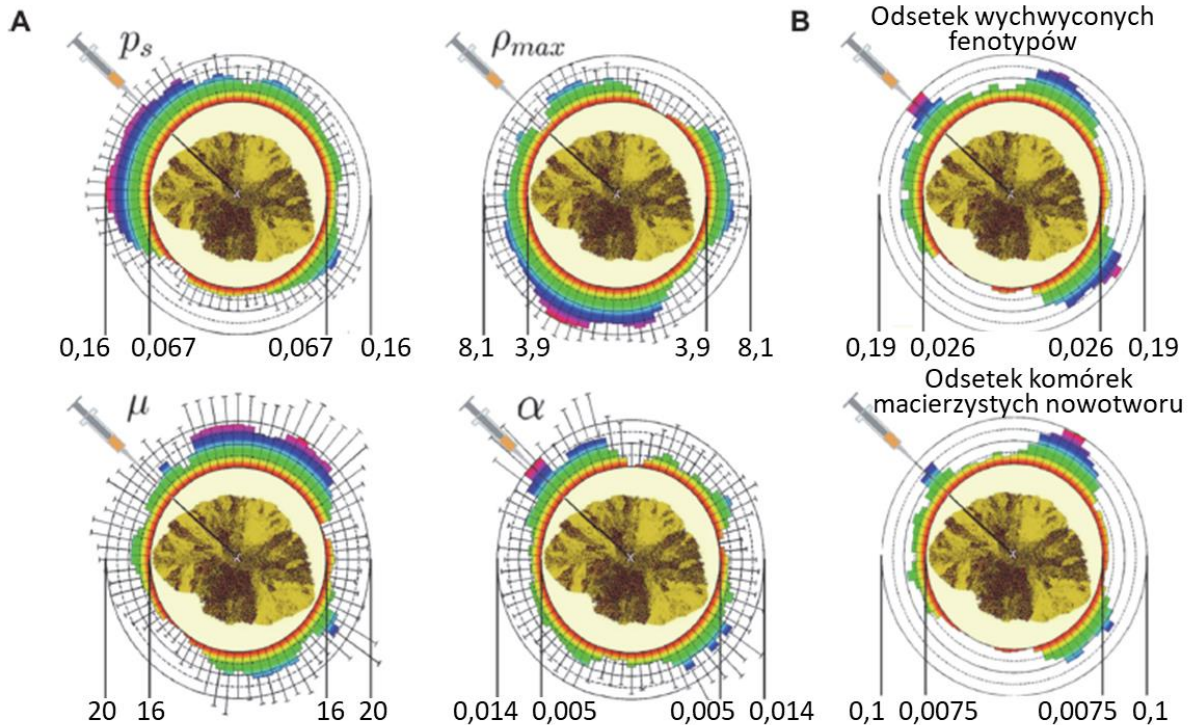 A
B
p_s
ρ_max
Odsetek wychwyconych
fenotypów
0,16 0,067 0,067 0,16
8,1 3,9 3,9 8,1
0,19 0,026 0,026 0,19
μ
α
Odsetek komórek
macierzystych nowotworu
20 16 16 20
0,014 0,005 0,005 0,014
0,1 0,0075 0,0075 0,1